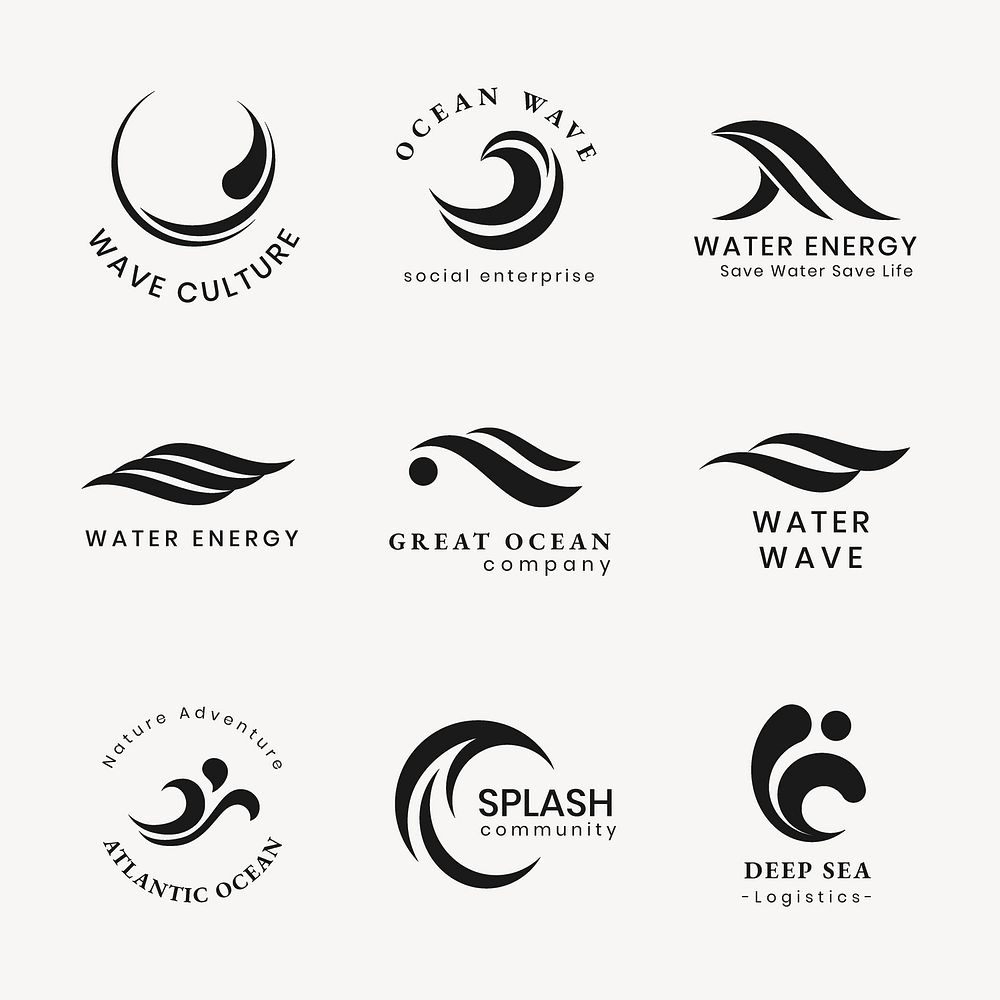 WAVE CULTURE
OCEAN WAVE
social enterprise
WATER ENERGY
Save Water Save Life
WATER ENERGY
GREAT OCEAN
company
WATER
WAVE
Nature Adventure
ATLANTIC OCEAN
SPLASH
community
DEEP SEA
-Logistics-